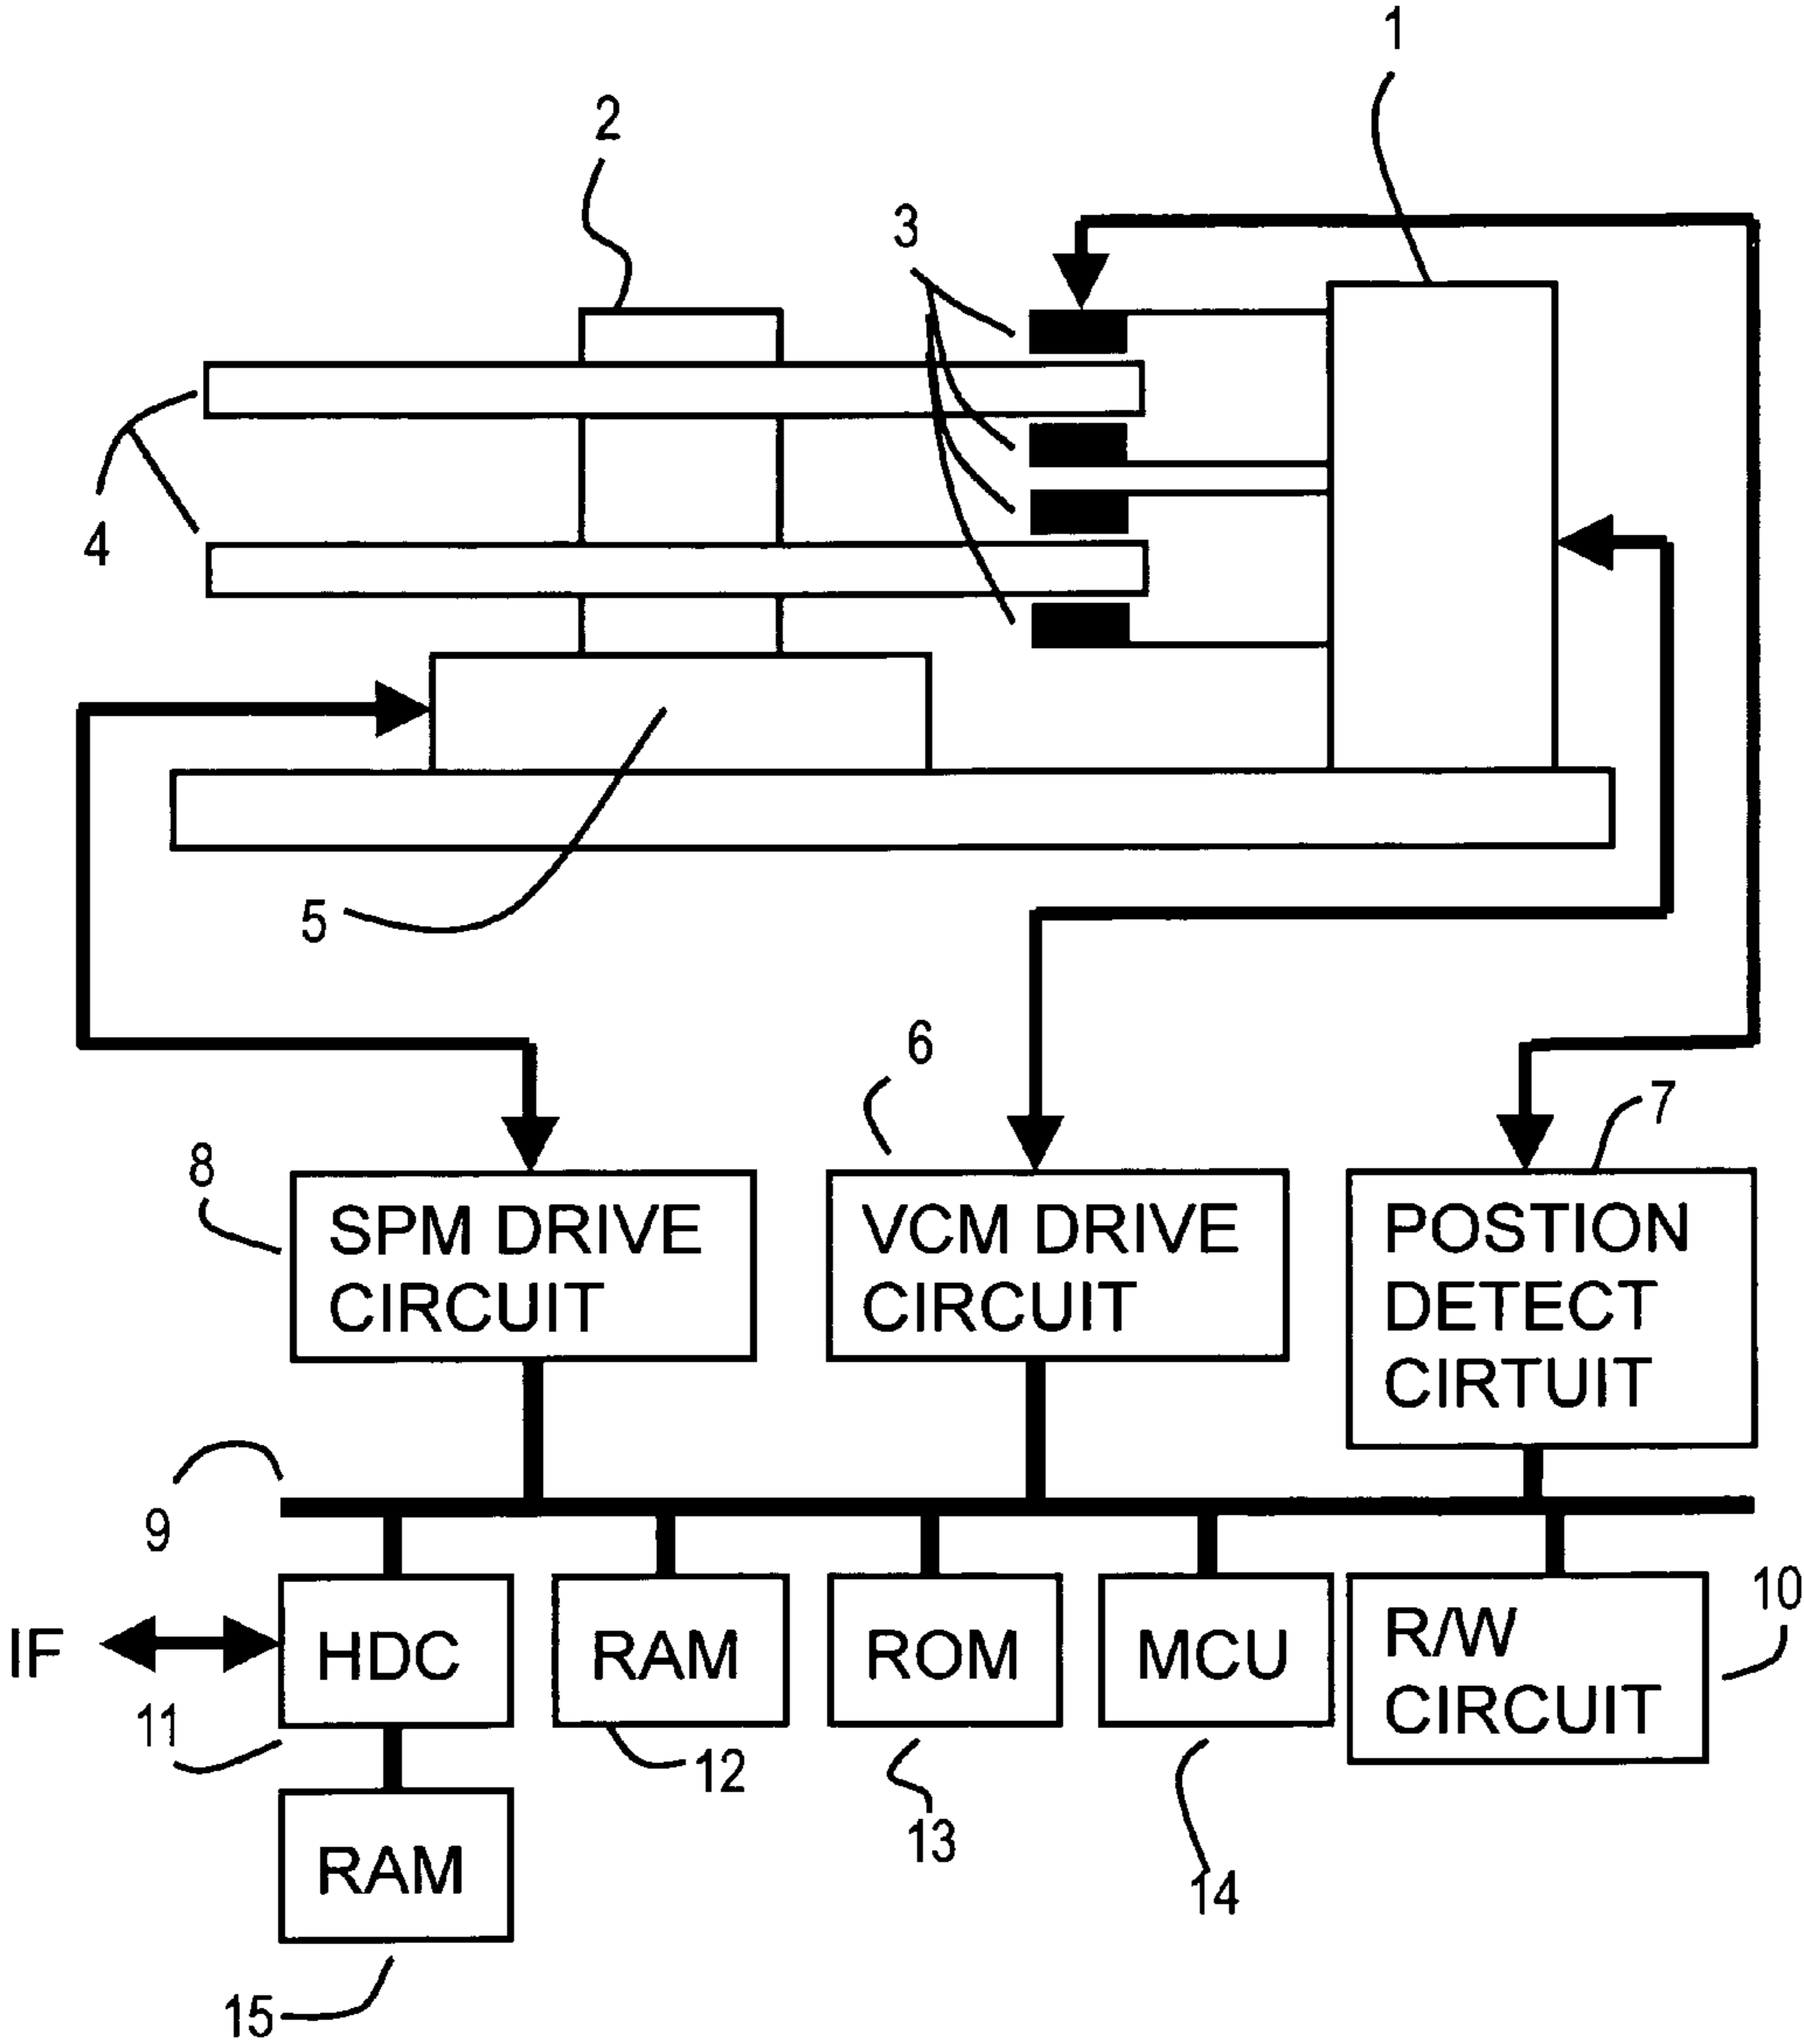 1
2
3
4
5
6
7
8
SPM DRIVE
CIRCUIT
VCM DRIVE
CIRCUIT
POSTION
DETECT
CIRTUIT
9
IF
HDC
RAM
ROM
MCU
R/W
CIRCUIT
10
11
12
13
14
RAM
15